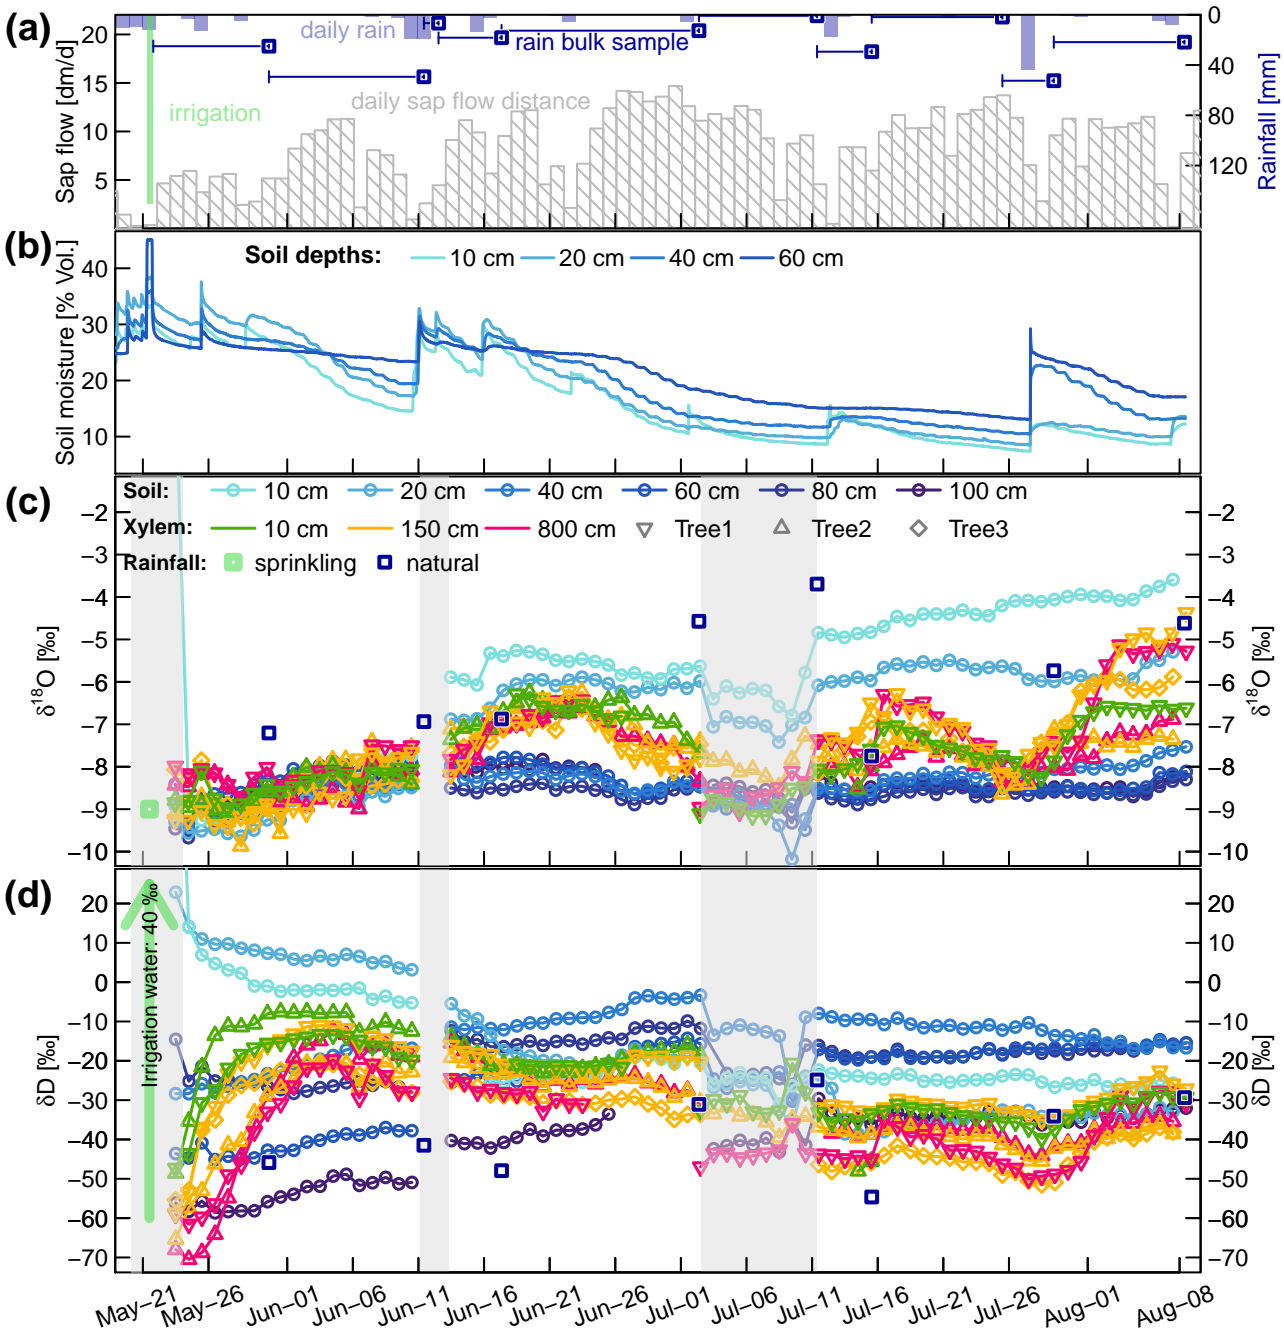 (a)
20
15
10
5
Sap flow [dm/d]
daily rain
rain bulk sample
irrigation
daily sap flow distance
0
40
80
120
Rainfall [mm]
(b)
40
30
20
10
Soil moisture [% Vol.]
Soil depths: 10 cm 20 cm 40 cm 60 cm
(c)
Soil: 10 cm 20 cm 40 cm 60 cm 80 cm 100 cm
Xylem: 10 cm 150 cm 800 cm Tree1 Tree2 Tree3
Rainfall: sprinkling natural
−2
−3
−4
−5
−6
−7
−8
−9
−10
δ18O [‰]
−2
−3
−4
−5
−6
−7
−8
−9
−10
δ18O [‰]
(d)
20
10
0
−10
−20
−30
−40
−50
−60
−70
δD [‰]
Irrigation water: 40 ‰
20
10
0
−10
−20
−30
−40
−50
−60
−70
δD [‰]
May−21 May−26 Jun−01 Jun−06 Jun−11 Jun−16 Jun−21 Jun−26 Jul−01 Jul−06 Jul−11 Jul−16 Jul−21 Jul−26 Aug−01 Aug−08